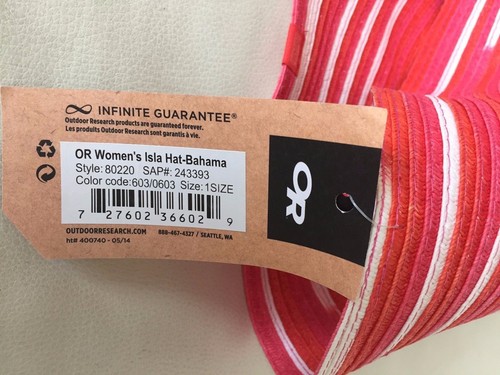 INFINITE GUARANTEE®
Outdoor Research products are guaranteed forever.
Les produits Outdoor Research sont garantis à vie.
OR Women's Isla Hat-Bahama
Style: 80220 SAP#: 243393
Color code:603/0603 Size:1SIZE
7 27602 36602 9
OUTDOORRESEARCH.COM 888-467-4327 / SEATTLE, WA
ht# 400740 - 05/14
OR